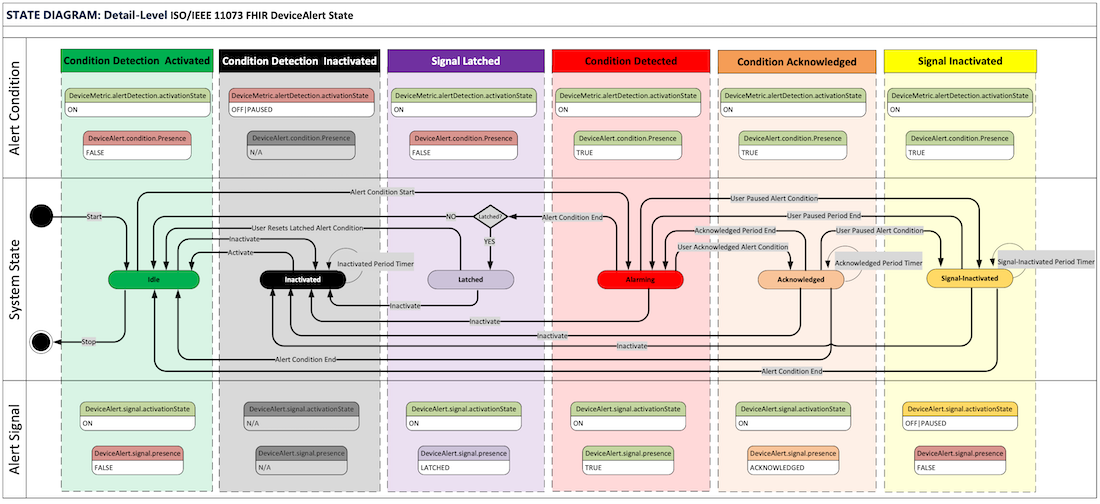 STATE DIAGRAM: Detail-Level ISO/IEEE 11073 FHIR DeviceAlert State
Alert Condition
Condition Detection Activated
Condition Detection Inactivated
Signal Latched
Condition Detected
Condition Acknowledged
Signal Inactivated
DeviceMetric.alertDetection.activationState
ON
DeviceMetric.alertDetection.activationState
OFF|PAUSED
DeviceMetric.alertDetection.activationState
ON
DeviceMetric.alertDetection.activationState
ON
DeviceMetric.alertDetection.activationState
ON
DeviceMetric.alertDetection.activationState
ON
DeviceAlert.condition.Presence
FALSE
DeviceAlert.condition.Presence
N/A
DeviceAlert.condition.Presence
FALSE
DeviceAlert.condition.Presence
TRUE
DeviceAlert.condition.Presence
TRUE
DeviceAlert.condition.Presence
TRUE
System State
Alert Condition Start
User Paused Alert Condition
Start
NO
Latched?
Alert Condition End
User Paused Period End
User Resets Latched Alert Condition
Acknowledged Period End
User Paused Alert Condition
Inactivate
YES
User Acknowledged Alert Condition
Activate
Inactivated Period Timer
Acknowledged Period Timer
Signal-Inactivated Period Timer
Idle
Inactivated
Latched
Alarming
Acknowledged
Signal-Inactivated
Inactivate
Inactivate
Inactivate
Stop
Inactivate
Alert Condition End
Alert Condition End
Alert Signal
DeviceAlert.signal.activationState
ON
DeviceAlert.signal.activationState
N/A
DeviceAlert.signal.activationState
ON
DeviceAlert.signal.activationState
ON
DeviceAlert.signal.activationState
ON
DeviceAlert.signal.activationState
OFF|PAUSED
DeviceAlert.signal.presence
FALSE
DeviceAlert.signal.presence
N/A
DeviceAlert.signal.presence
LATCHED
DeviceAlert.signal.presence
TRUE
DeviceAlert.signal.presence
ACKNOWLEDGED
DeviceAlert.signal.presence
FALSE